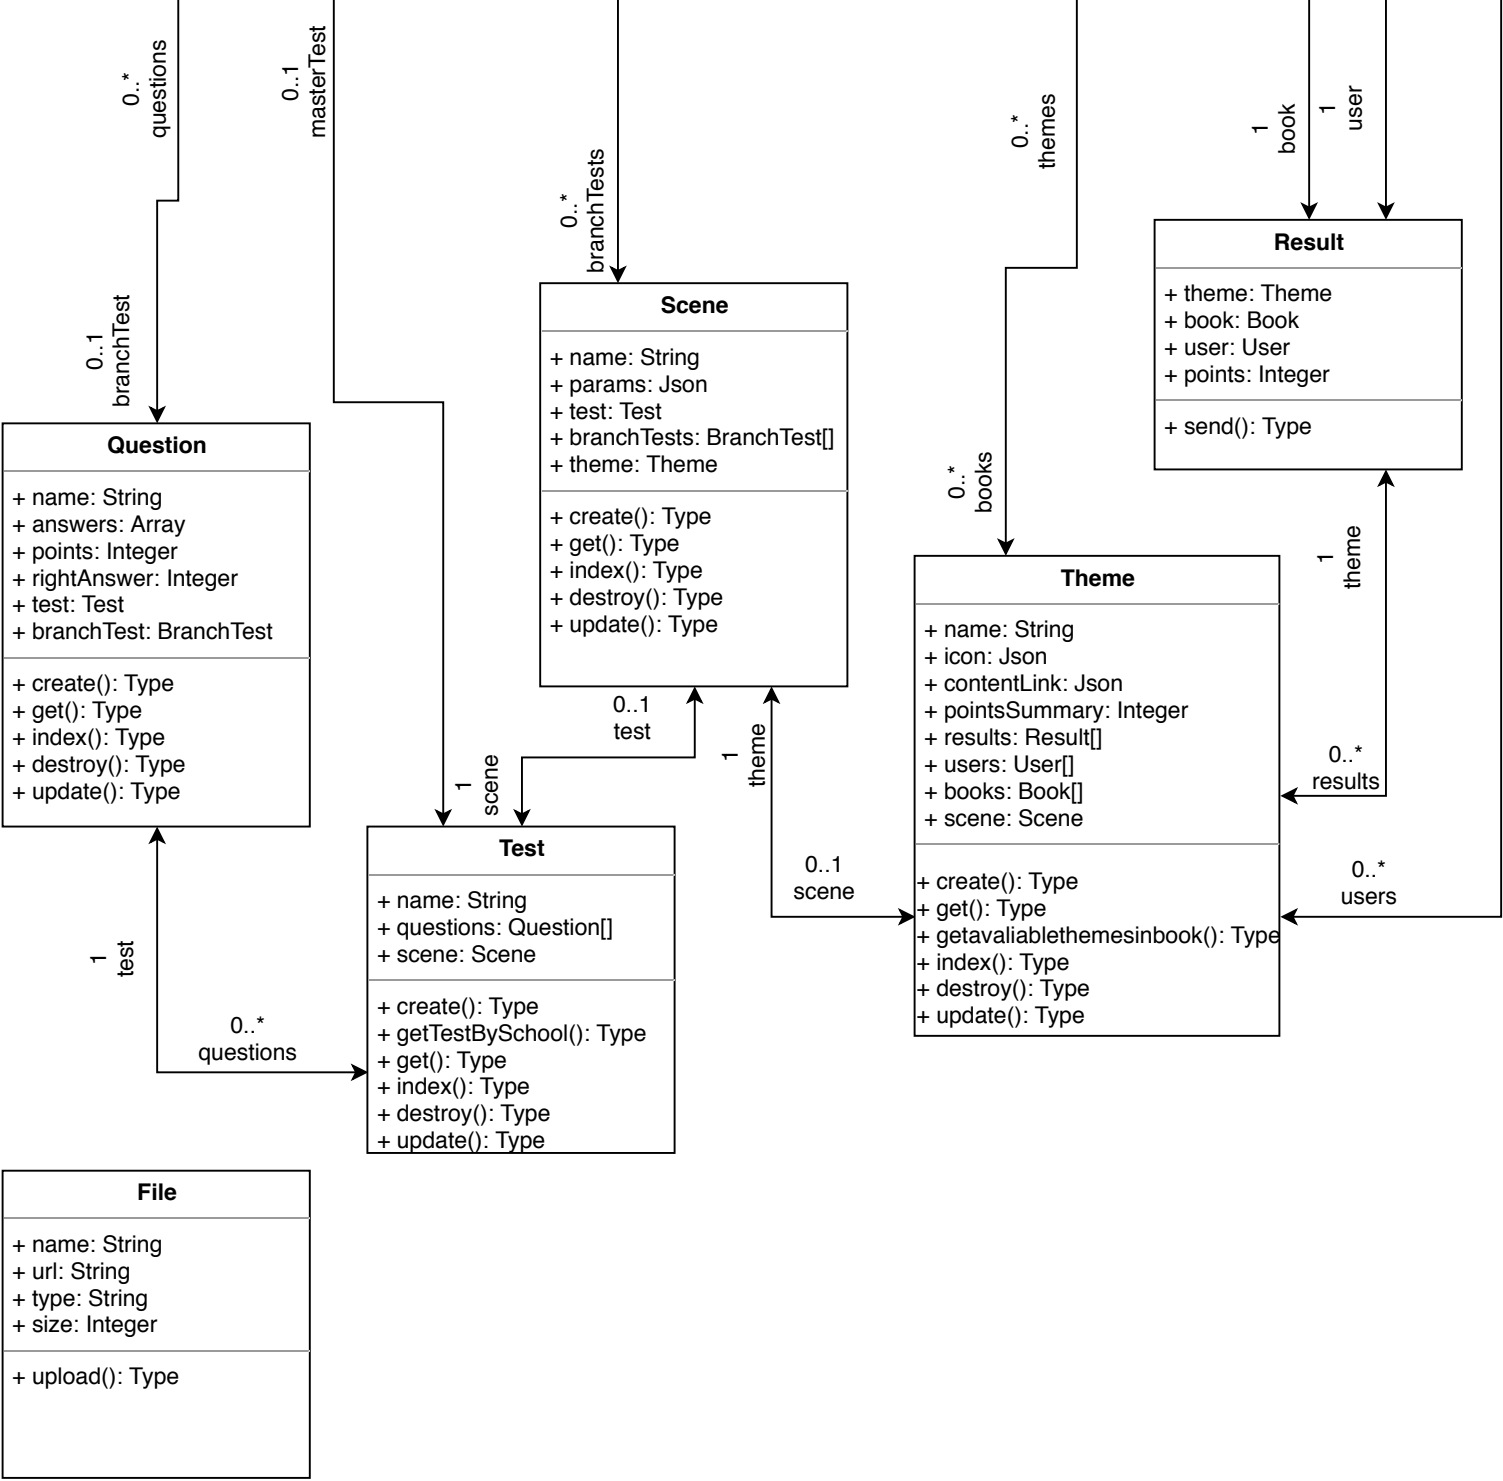 0..*
questions
0..1
masterTest
0..*
branchTests
0..*
themes
1
book
1
user
0..1
branchTest
0..*
books
Result
+ theme: Theme
+ book: Book
+ user: User
+ points: Integer
+ send(): Type
1
theme
Scene
+ name: String
+ params: Json
+ test: Test
+ branchTests: BranchTest[]
+ theme: Theme
+ create(): Type
+ get(): Type
+ index(): Type
+ destroy(): Type
+ update(): Type
Question
+ name: String
+ answers: Array
+ points: Integer
+ rightAnswer: Integer
+ test: Test
+ branchTest: BranchTest
+ create(): Type
+ get(): Type
+ index(): Type
+ destroy(): Type
+ update(): Type
Theme
+ name: String
+ icon: Json
+ contentLink: Json
+ pointsSummary: Integer
+ results: Result[]
+ users: User[]
+ books: Book[]
+ scene: Scene
+ create(): Type
+ get(): Type
+ getavaliablethemesinbook(): Type
+ index(): Type
+ destroy(): Type
+ update(): Type
0..*
results
0..*
users
0..1
test
1
scene
1
theme
0..1
scene
Test
+ name: String
+ questions: Question[]
+ scene: Scene
+ create(): Type
+ getTestBySchool(): Type
+ get(): Type
+ index(): Type
+ destroy(): Type
+ update(): Type
1
test
0..*
questions
File
+ name: String
+ url: String
+ type: String
+ size: Integer
+ upload(): Type